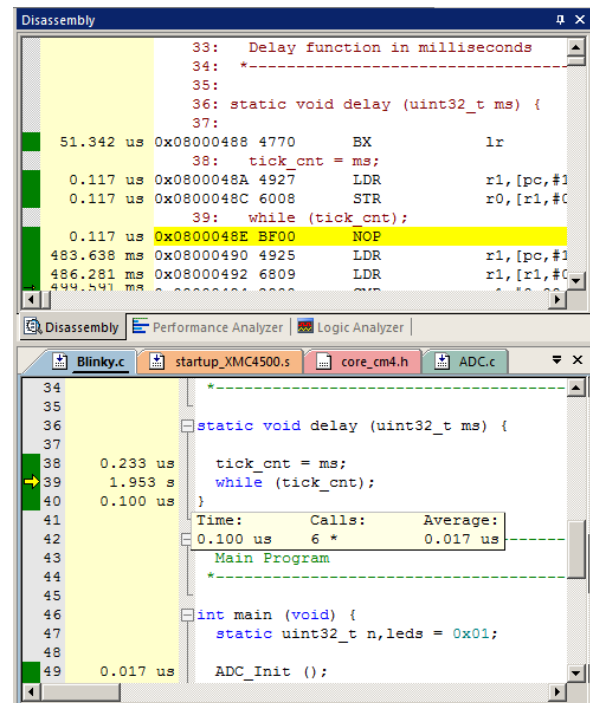 Disassembly
33: Delay function in milliseconds
34: *-----------------------------------
35:
36: static void delay (uint32_t ms) {
37:
51.342 us 0x08000488 4770 BX lr
38: tick_cnt = ms;
0.117 us 0x0800048A 4927 LDR r1,[pc,#1
0.117 us 0x0800048C 6008 STR r0,[r1,#0
39: while (tick_cnt);
0.117 us 0x0800048E BF00 NOP
483.638 ms 0x08000490 4925 LDR r1,[pc,#1
486.281 ms 0x08000492 6809 LDR r1,[r1,#0
499.591 ms
Disassembly Performance Analyzer Logic Analyzer
Blinky.c startup_XMC4500.s core_cm4.h ADC.c
34 *-----------------------------------
35
36 static void delay (uint32_t ms) {
37
38 0.233 us tick_cnt = ms;
39 1.953 s while (tick_cnt);
40 0.100 us }
41 Time: Calls: Average:
42 0.100 us 6 * 0.017 us------
43 Main Program
44 *-----------------------------------
45
46 int main (void) {
47 static uint32_t n,leds = 0x01;
48
49 0.017 us ADC_Init ();